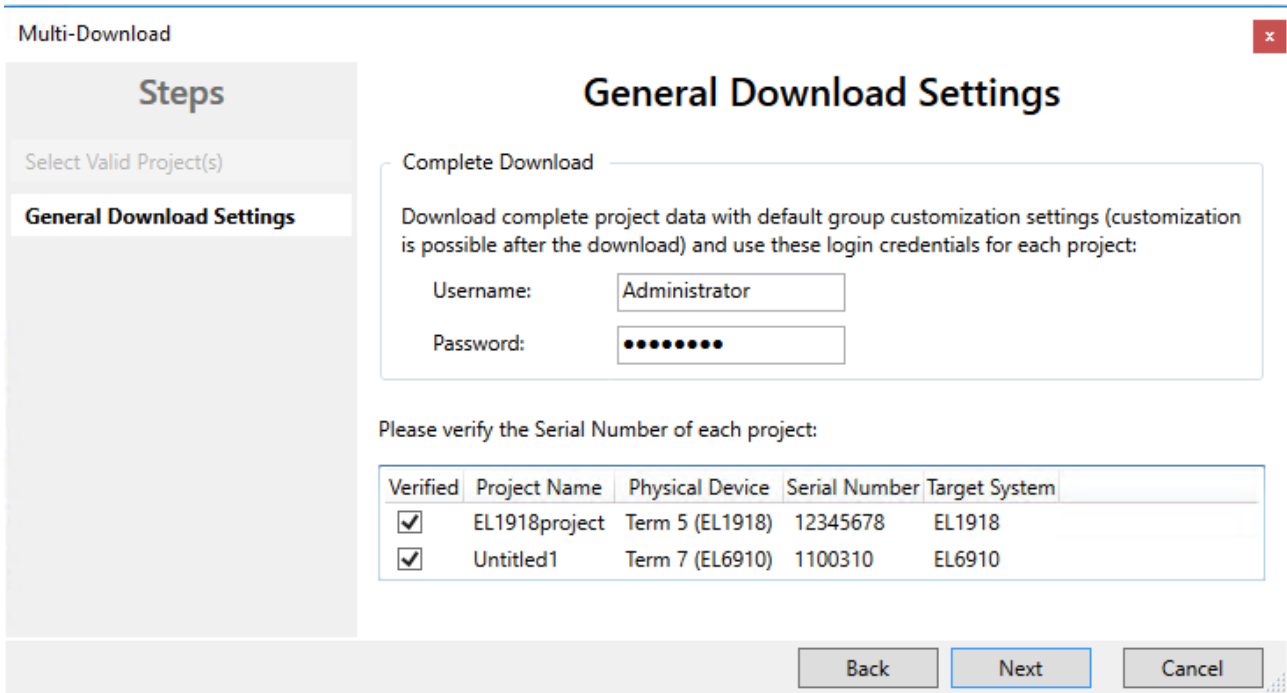 Multi-Download
x
Steps
Select Valid Project(s)
General Download Settings
General Download Settings
Complete Download
Download complete project data with default group customization settings (customization
is possible after the download) and use these login credentials for each project:
Username: Administrator
Password: ●●●●●●●●
Please verify the Serial Number of each project:
Verified Project Name Physical Device Serial Number Target System
EL1918project Term 5 (EL1918) 12345678 EL1918
Untitled1 Term 7 (EL6910) 1100310 EL6910
Back Next Cancel